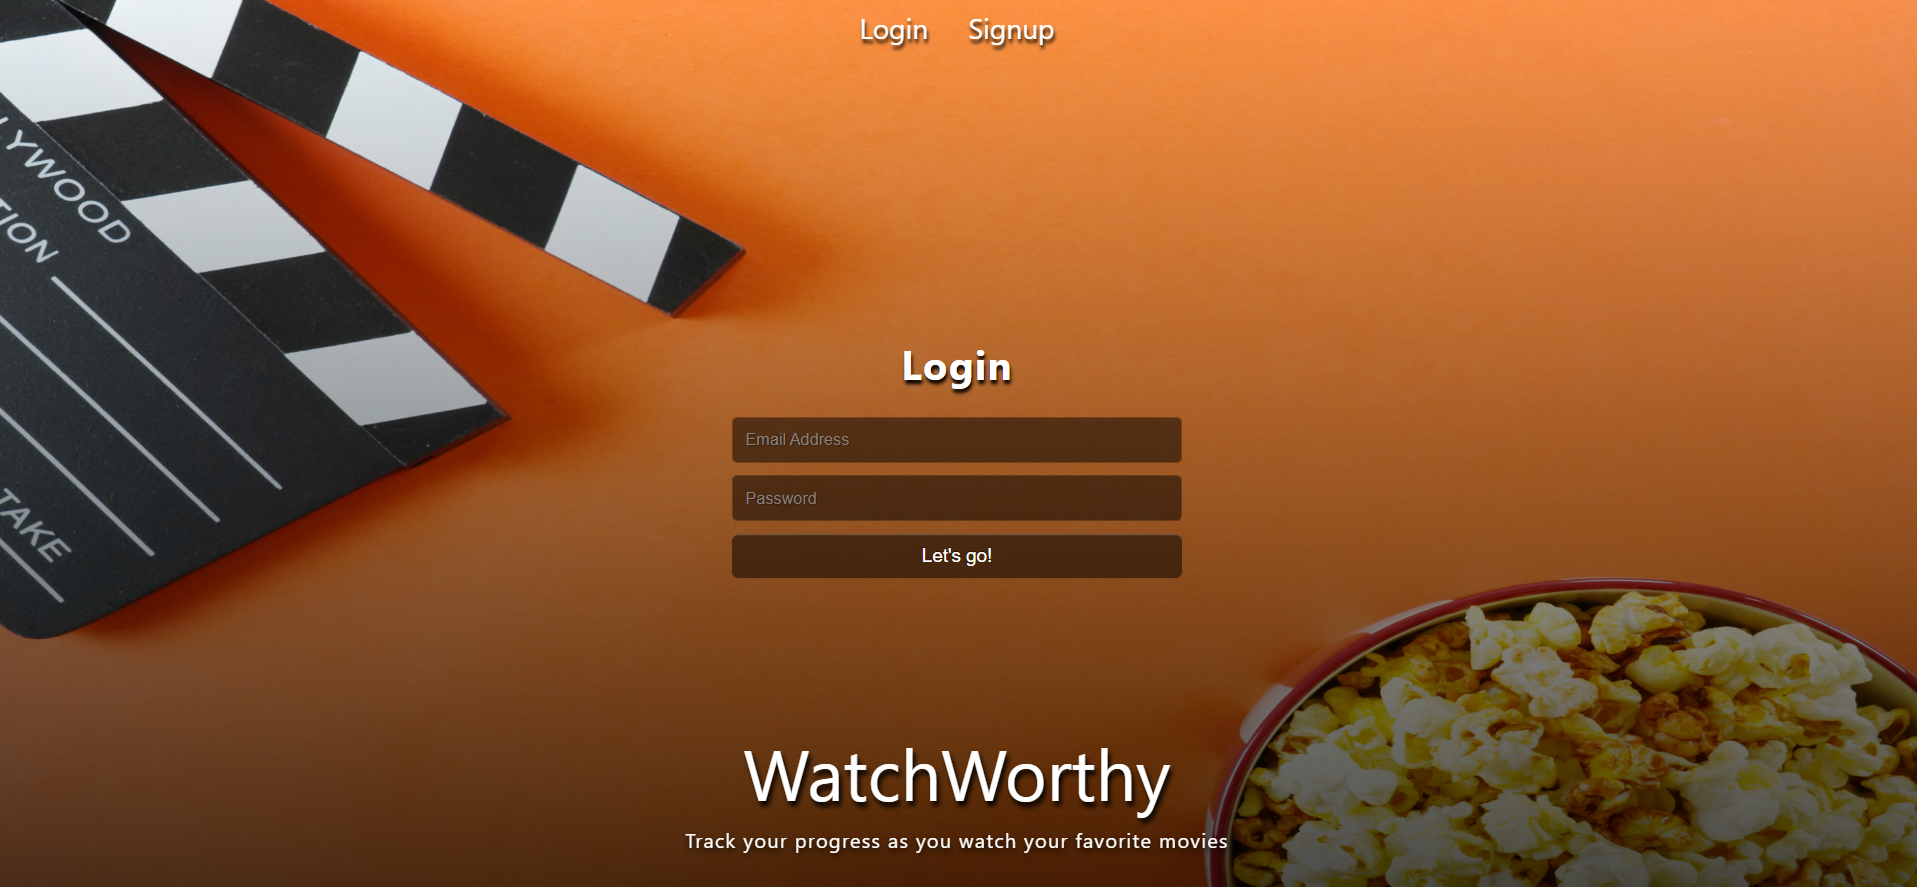 Login Signup
LYWOOD
TION
TAKE
Login
Email Address
Password
Let's go!
WatchWorthy
Track your progress as you watch your favorite movies